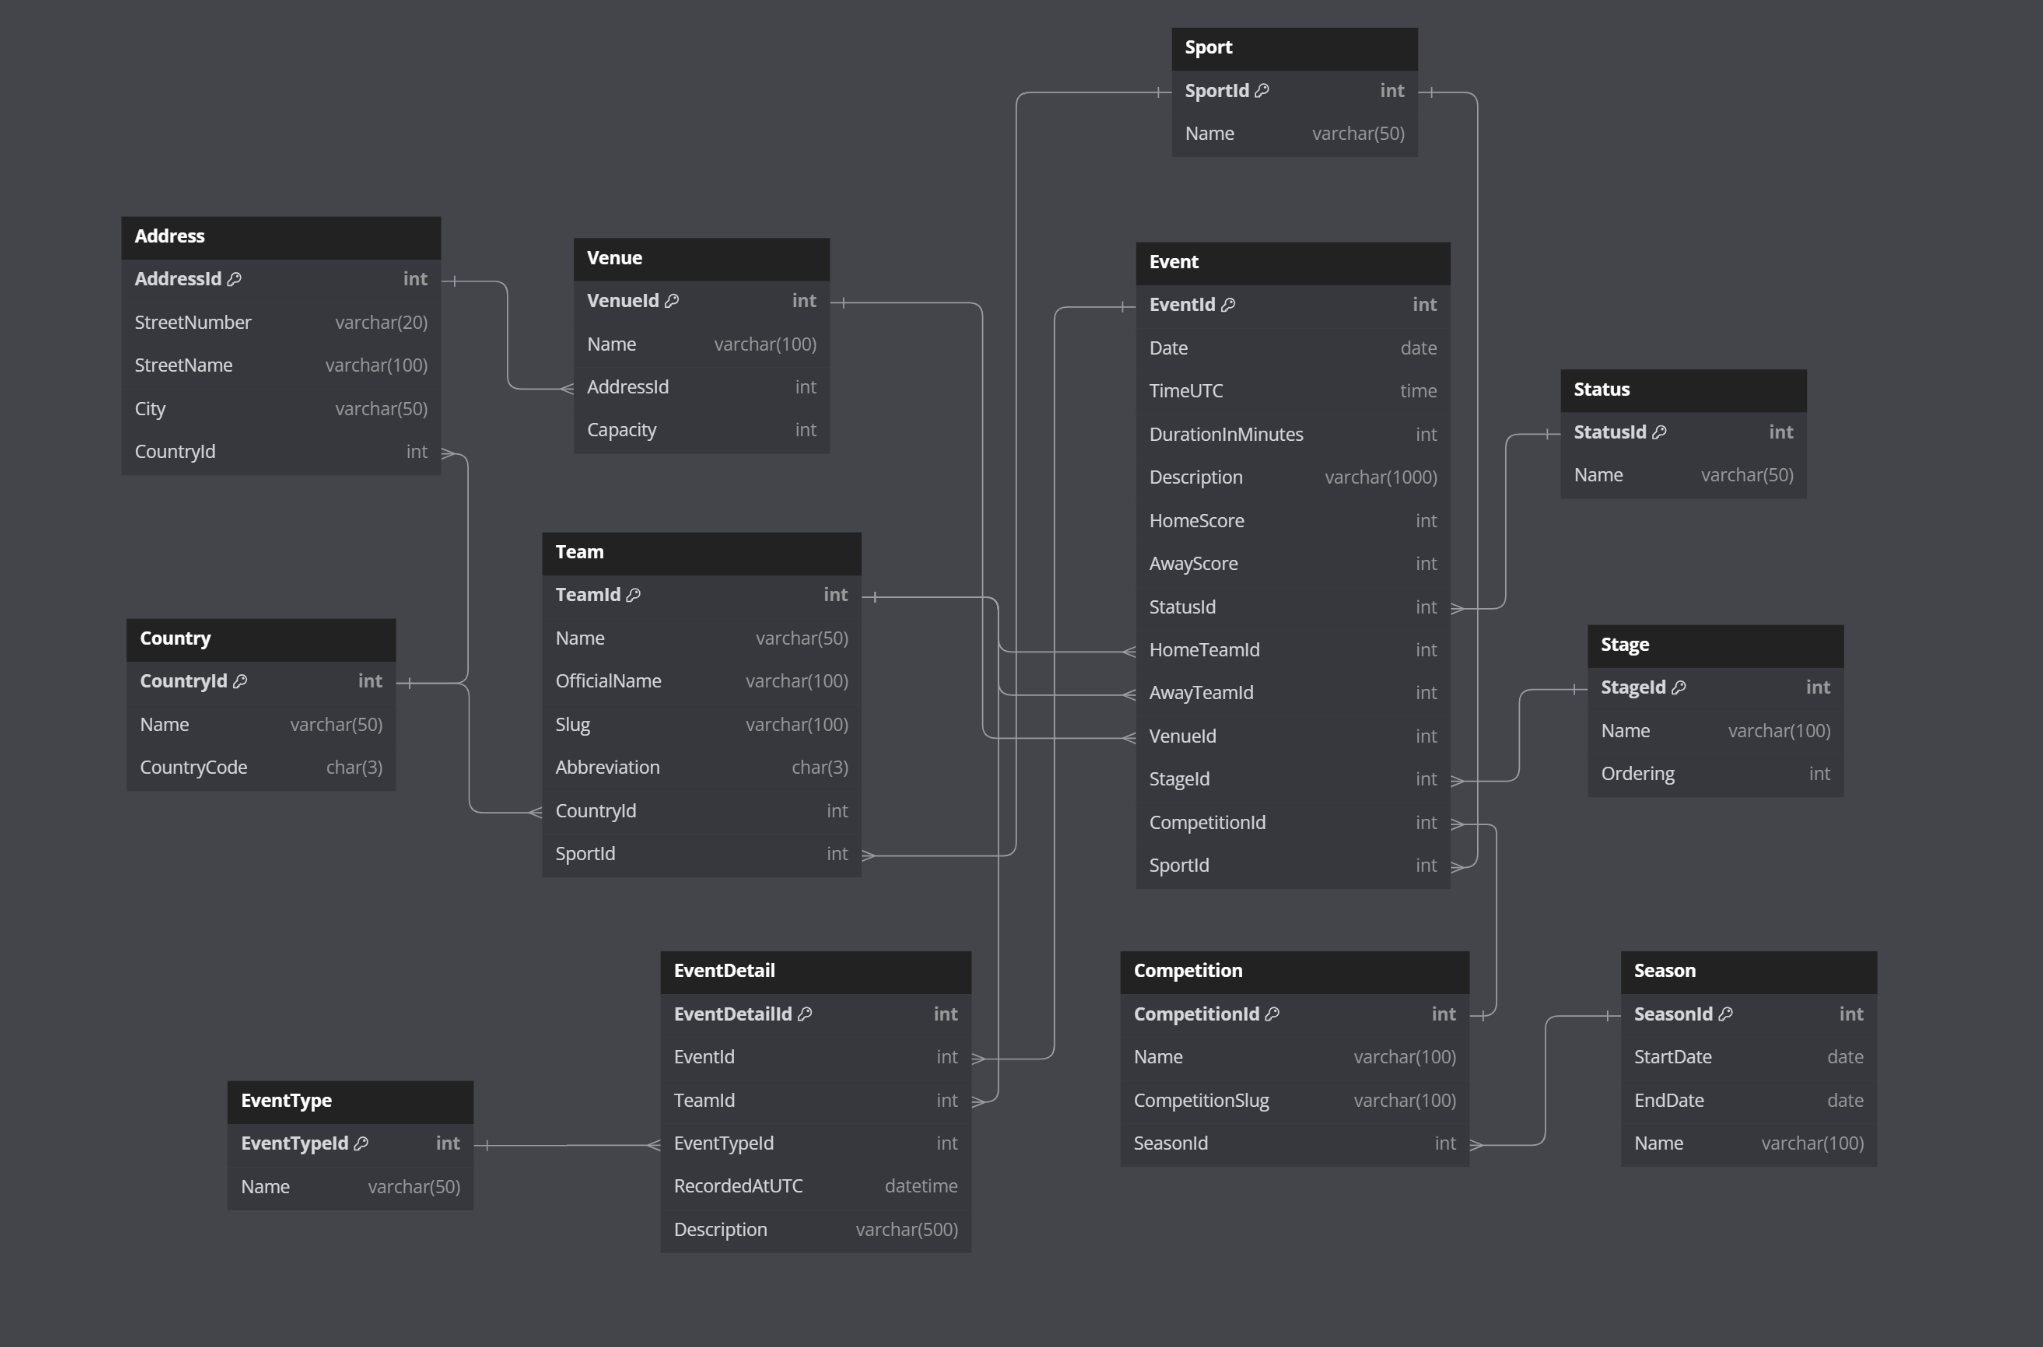 Sport
SportId int
Name varchar(50)
Address
AddressId int
StreetNumber varchar(20)
StreetName varchar(100)
City varchar(50)
CountryId int
Venue
VenueId int
Name varchar(100)
AddressId int
Capacity int
Event
EventId int
Date date
TimeUTC time
DurationInMinutes int
Description varchar(1000)
HomeScore int
AwayScore int
StatusId int
HomeTeamId int
AwayTeamId int
VenueId int
StageId int
CompetitionId int
SportId int
Status
StatusId int
Name varchar(50)
Team
TeamId int
Name varchar(50)
OfficialName varchar(100)
Slug varchar(100)
Abbreviation char(3)
CountryId int
SportId int
Country
CountryId int
Name varchar(50)
CountryCode char(3)
Stage
StageId int
Name varchar(100)
Ordering int
EventDetail
EventDetailId int
EventId int
TeamId int
EventTypeId int
RecordedAtUTC datetime
Description varchar(500)
Competition
CompetitionId int
Name varchar(100)
CompetitionSlug varchar(100)
SeasonId int
Season
SeasonId int
StartDate date
EndDate date
Name varchar(100)
EventType
EventTypeId int
Name varchar(50)